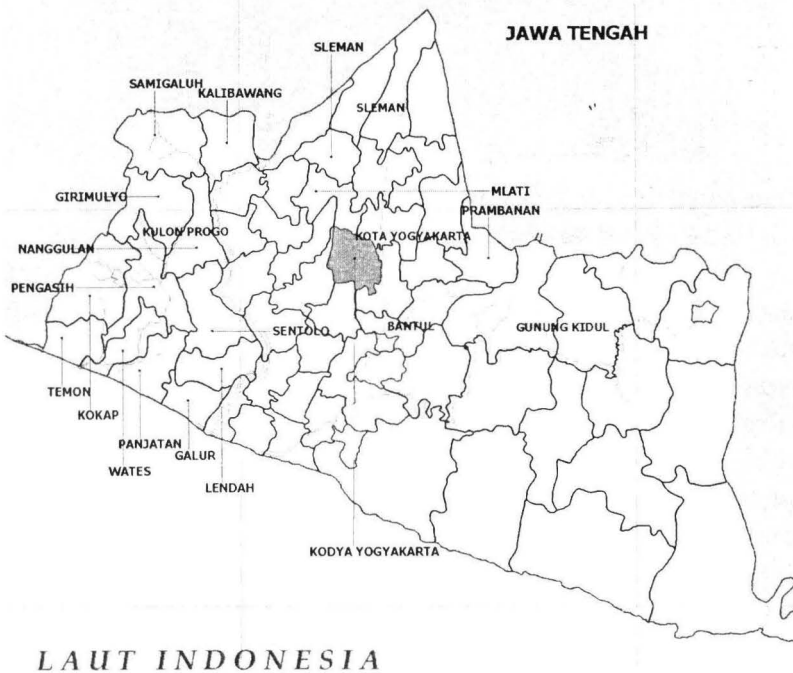 JAWA TENGAH
SLEMAN
SAMIGALUH
KALIBAWANG
SLEMAN
MLATI
GIRIMULYO
PRAMBANAN
KULON PROGO
KOTA YOGYAKARTA
NANGGULAN
PENGASIH
SENTOLO
BANTUL
GUNUNG KIDUL
TEMON
KOKAP
PANJATAN
GALUR
WATES
LENDAH
KODYA YOGYAKARTA
LAUT INDONESIA